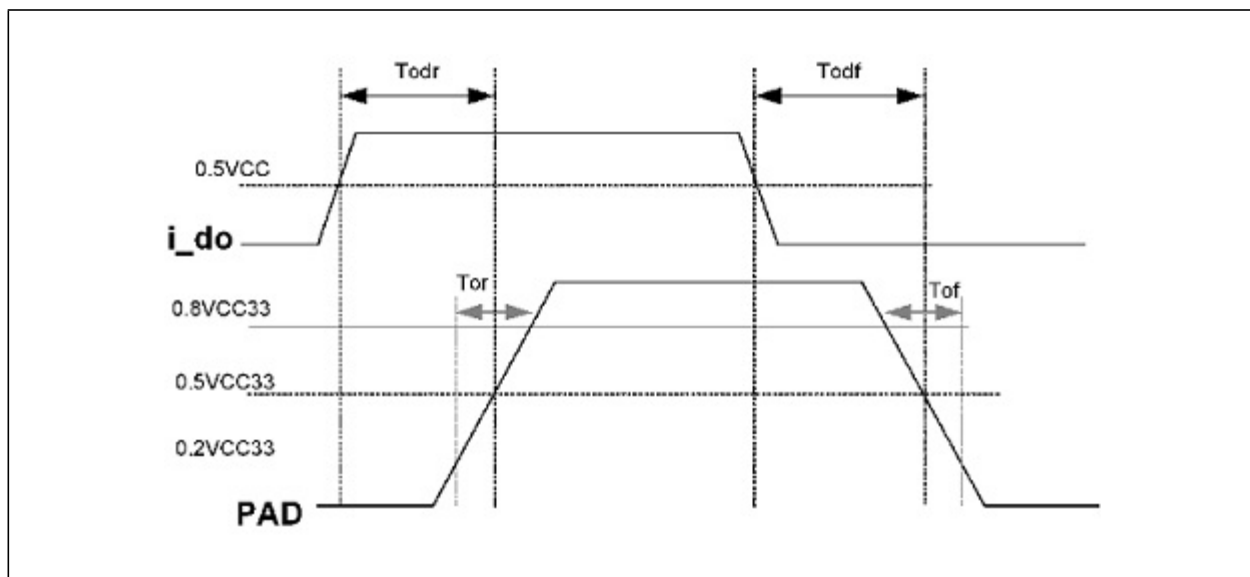 Todr
Todf
0.5VCC
i_do
Tor
Tof
0.8VCC33
0.5VCC33
0.2VCC33
PAD